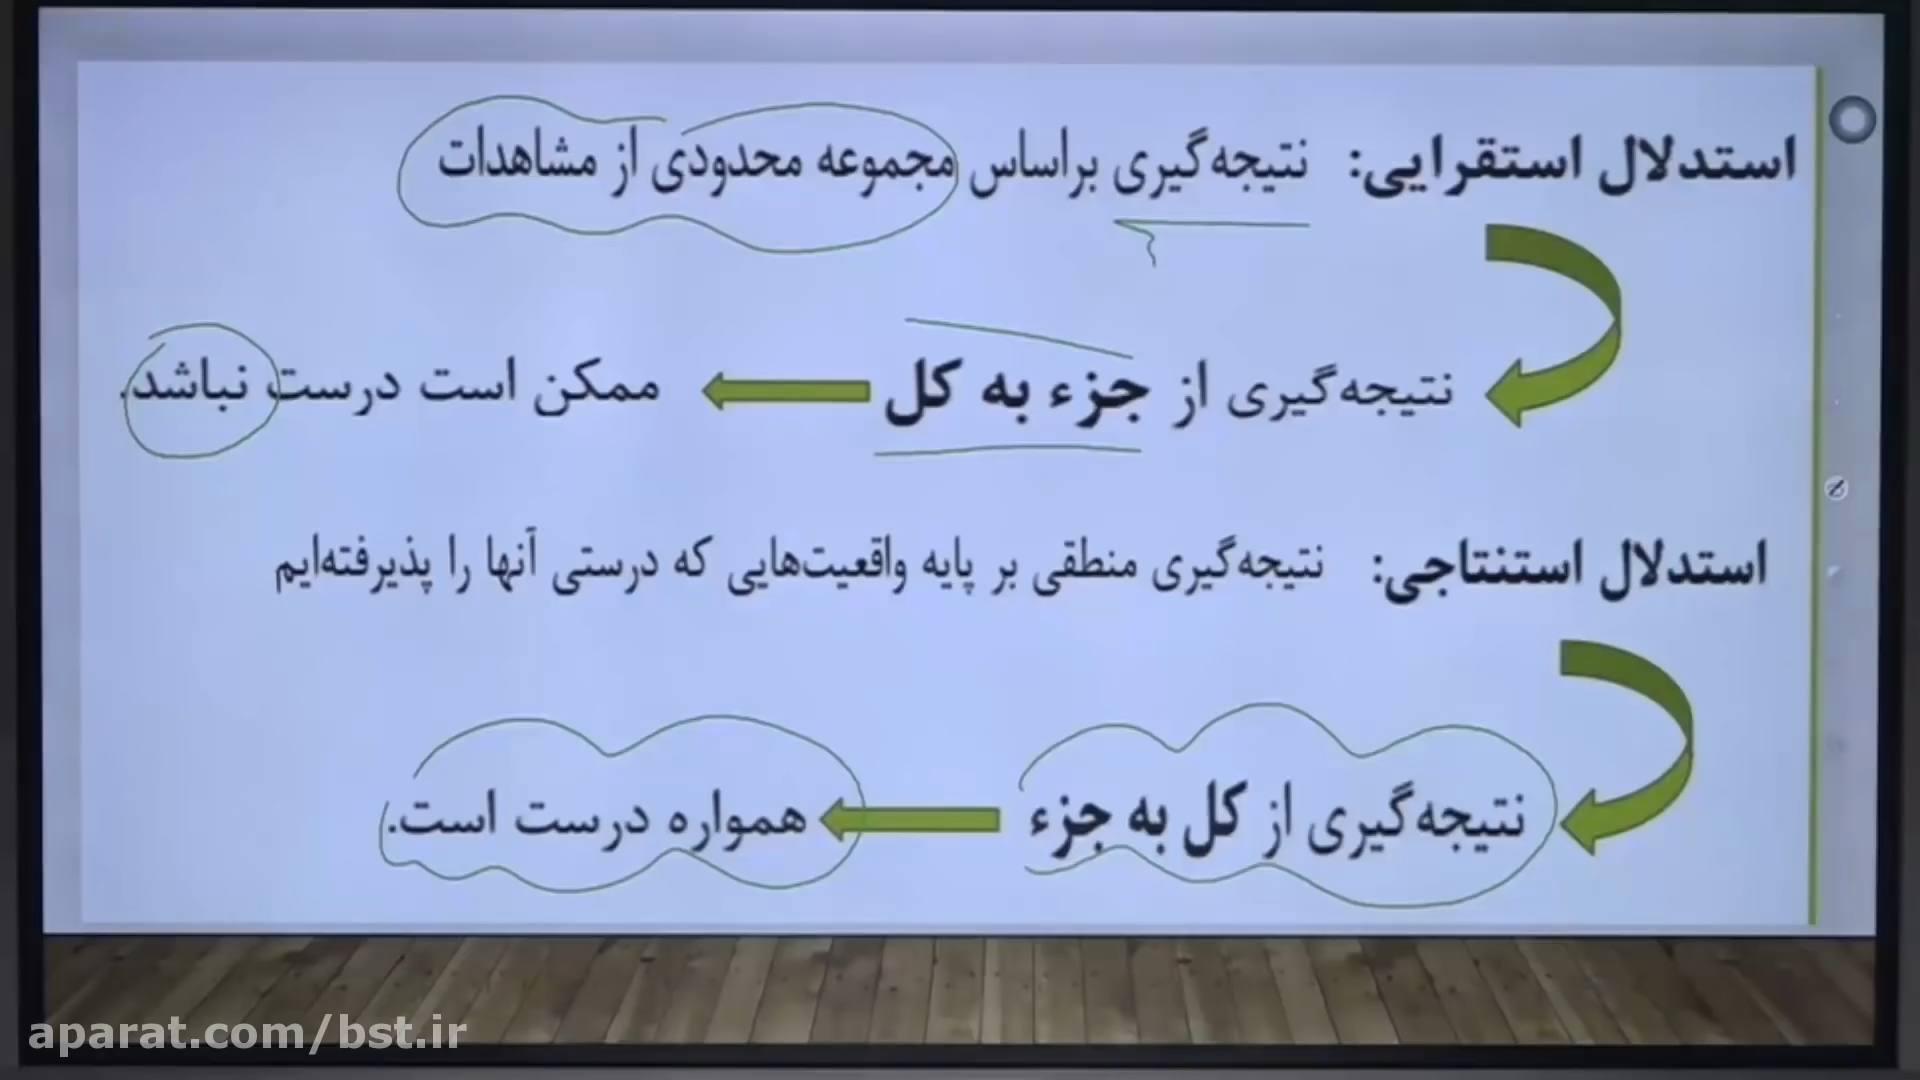 استدلال استقرایی: نتیجه‌گیری براساس مجموعه محدودی از مشاهدات
نتیجه‌گیری از جزء به کل ممکن است درست نباشد.
استدلال استنتاجی: نتیجه‌گیری منطقی بر پایه واقعیت‌هایی که درستی آنها را پذیرفته‌ایم
نتیجه‌گیری از کل به جزء همواره درست است.
aparat.com/bst.ir